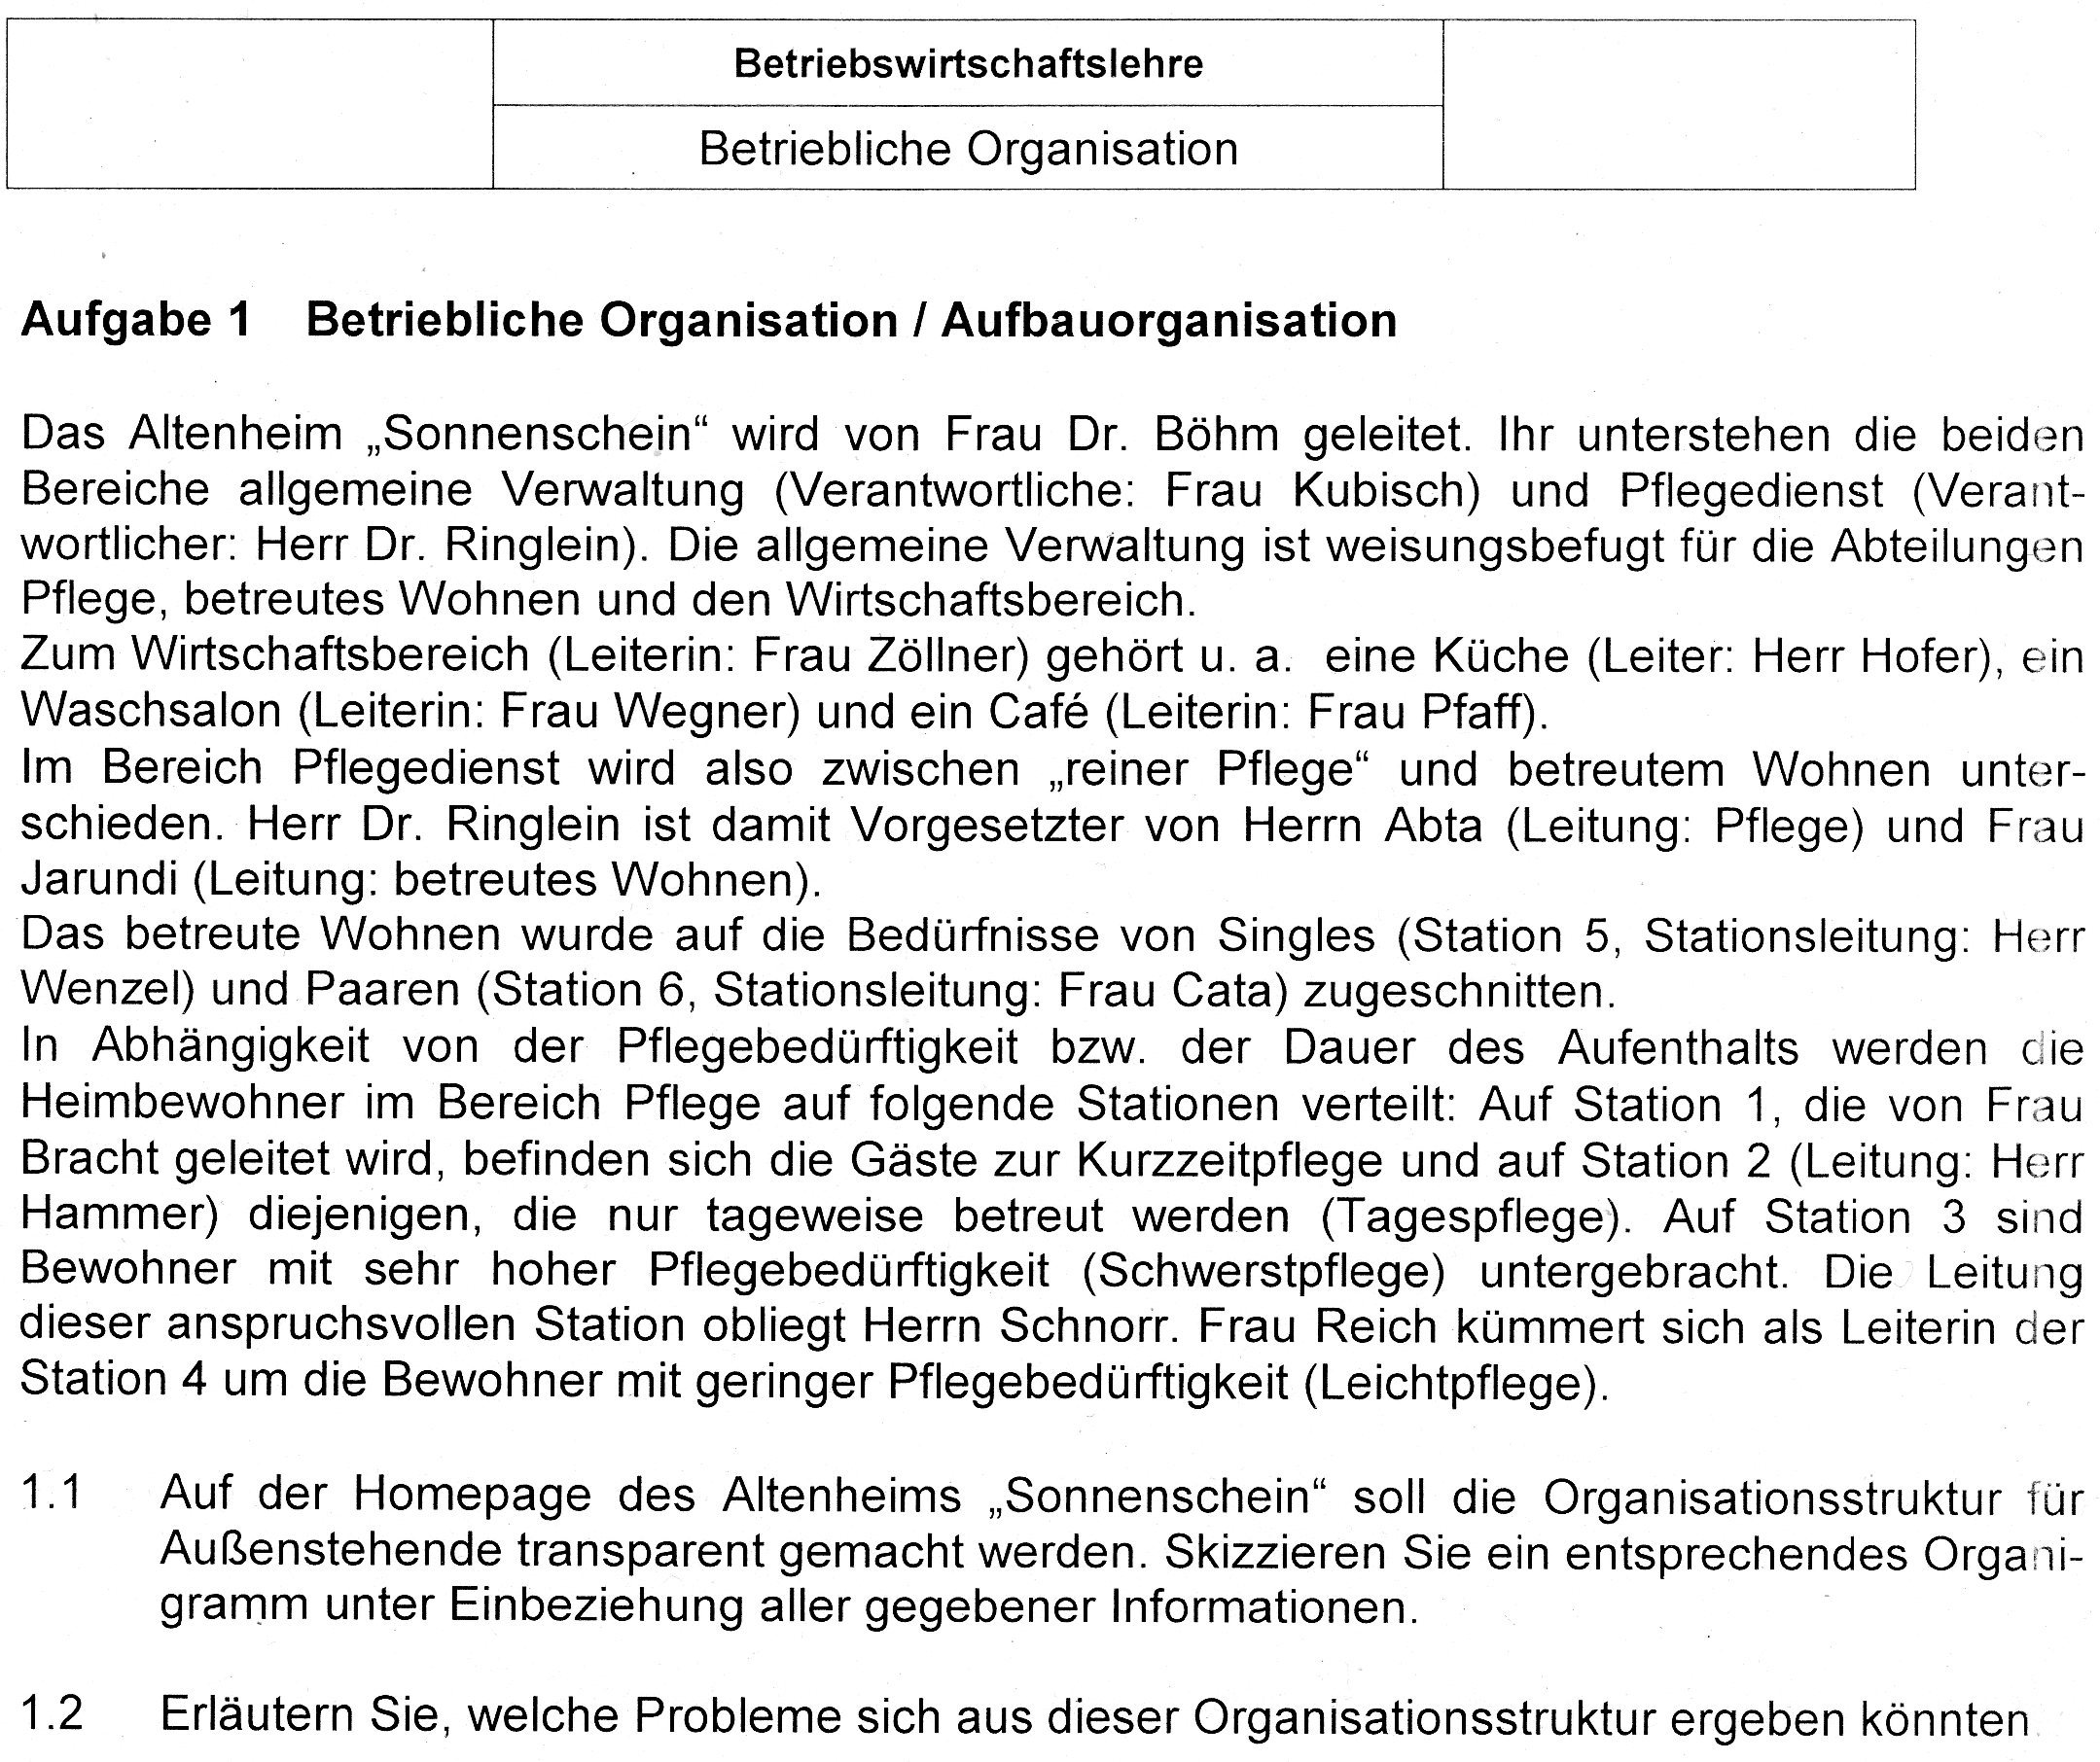 Betriebswirtschaftslehre
Betriebliche Organisation
Aufgabe 1 Betriebliche Organisation / Aufbauorganisation
Das Altenheim „Sonnenschein“ wird von Frau Dr. Böhm geleitet. Ihr unterstehen die beiden
Bereiche allgemeine Verwaltung (Verantwortliche: Frau Kubisch) und Pflegedienst (Verant-
wortlicher: Herr Dr. Ringlein). Die allgemeine Verwaltung ist weisungsbefugt für die Abteilungen
Pflege, betreutes Wohnen und den Wirtschaftsbereich.
Zum Wirtschaftsbereich (Leiterin: Frau Zöllner) gehört u. a. eine Küche (Leiter: Herr Hofer), ein
Waschsalon (Leiterin: Frau Wegner) und ein Café (Leiterin: Frau Pfaff).
Im Bereich Pflegedienst wird also zwischen „reiner Pflege“ und betreutem Wohnen unter-
schieden. Herr Dr. Ringlein ist damit Vorgesetzter von Herrn Abta (Leitung: Pflege) und Frau
Jarundi (Leitung: betreutes Wohnen).
Das betreute Wohnen wurde auf die Bedürfnisse von Singles (Station 5, Stationsleitung: Herr
Wenzel) und Paaren (Station 6, Stationsleitung: Frau Cata) zugeschnitten.
In Abhängigkeit von der Pflegebedürftigkeit bzw. der Dauer des Aufenthalts werden die
Heimbewohner im Bereich Pflege auf folgende Stationen verteilt: Auf Station 1, die von Frau
Bracht geleitet wird, befinden sich die Gäste zur Kurzzeitpflege und auf Station 2 (Leitung: Herr
Hammer) diejenigen, die nur tageweise betreut werden (Tagespflege). Auf Station 3 sind
Bewohner mit sehr hoher Pflegebedürftigkeit (Schwerstpflege) untergebracht. Die Leitung
dieser anspruchsvollen Station obliegt Herrn Schnorr. Frau Reich kümmert sich als Leiterin der
Station 4 um die Bewohner mit geringer Pflegebedürftigkeit (Leichtpflege).
1.1 Auf der Homepage des Altenheims „Sonnenschein“ soll die Organisationsstruktur für
Außenstehende transparent gemacht werden. Skizzieren Sie ein entsprechendes Organi-
gramm unter Einbeziehung aller gegebener Informationen.
1.2 Erläutern Sie, welche Probleme sich aus dieser Organisationsstruktur ergeben könnten